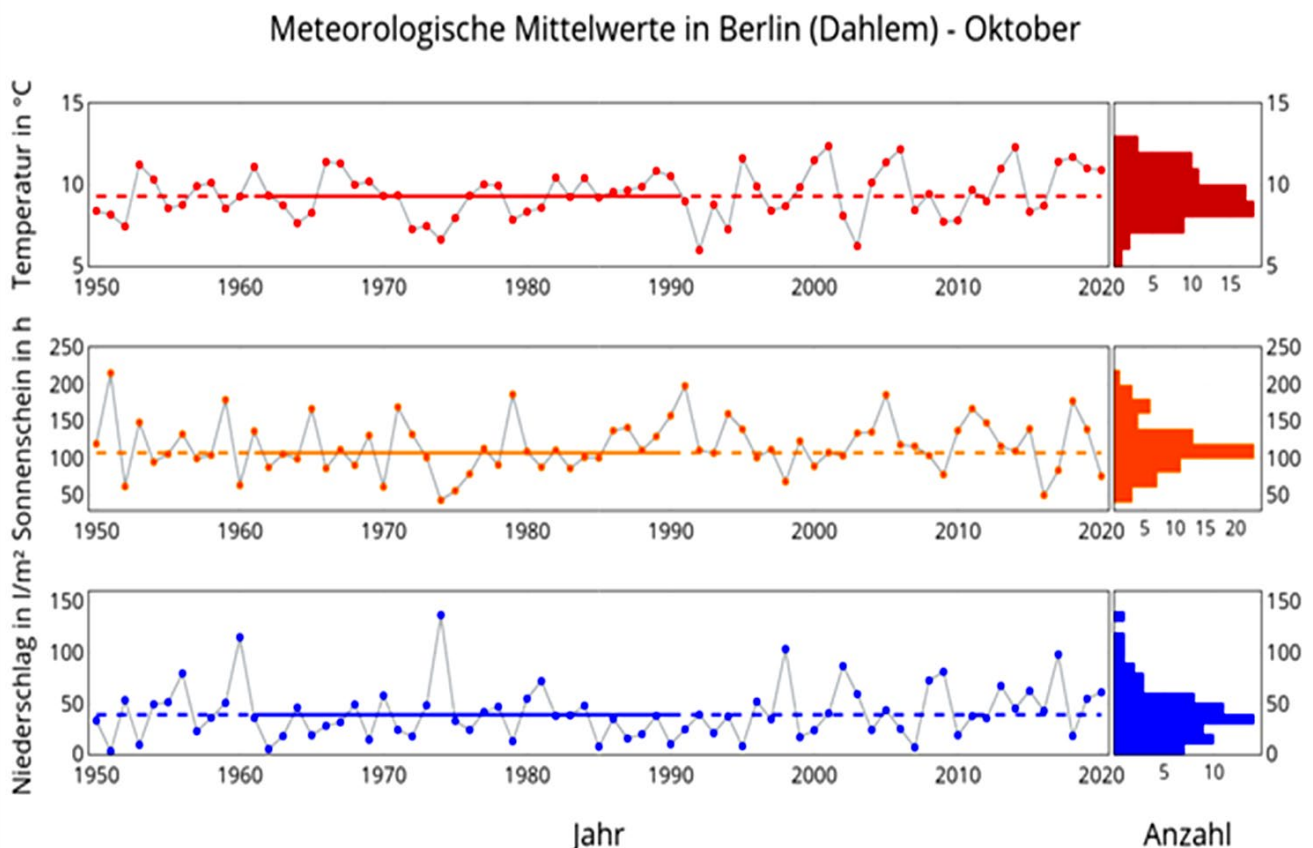 Meteorologische Mittelwerte in Berlin (Dahlem) - Oktober
Temperatur in °C
15
10
5
1950 1960 1970 1980 1990 2000 2010 2020
15
10
5
5 10 15
Sonnenschein in h
250
200
150
100
50
1950 1960 1970 1980 1990 2000 2010 2020
250
200
150
100
50
5 10 15 20
Niederschlag in l/m²
150
100
50
0
1950 1960 1970 1980 1990 2000 2010 2020
150
100
50
0
5 10
Jahr
Anzahl